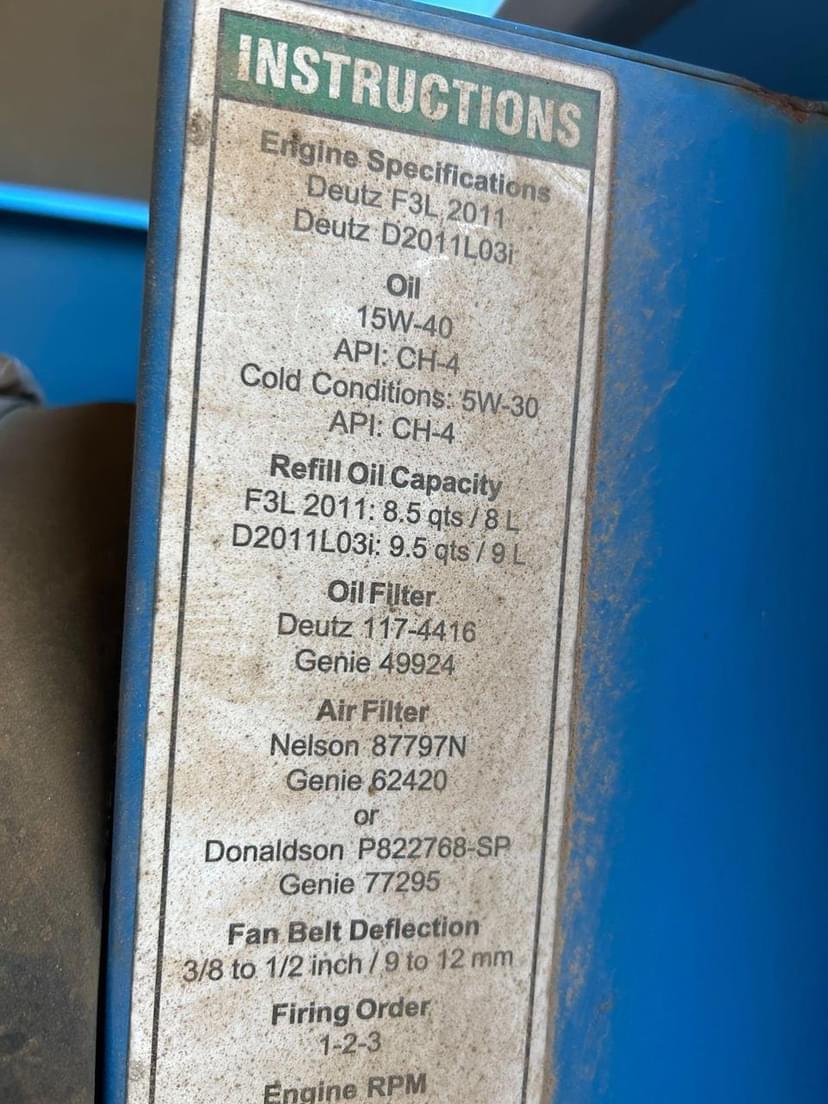 INSTRUCTIONS
Engine Specifications
Deutz F3L 2011
Deutz D2011L03i
Oil
15W-40
API: CH-4
Cold Conditions: 5W-30
API: CH-4
Refill Oil Capacity
F3L 2011: 8.5 qts / 8 L
D2011L03i: 9.5 qts / 9 L
Oil Filter
Deutz 117-4416
Genie 49924
Air Filter
Nelson 87797N
Genie 62420
or
Donaldson P822768-SP
Genie 77295
Fan Belt Deflection
3/8 to 1/2 inch / 9 to 12 mm
Firing Order
1-2-3
Engine RPM